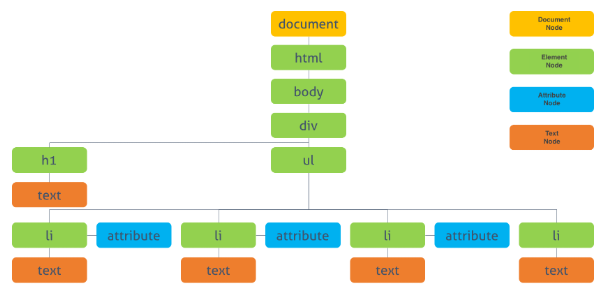 document
Document
Node
html
Element
Node
body
Attribute
Node
div
Text
Node
h1
ul
text
li
attribute
li
attribute
li
attribute
li
text
text
text
text